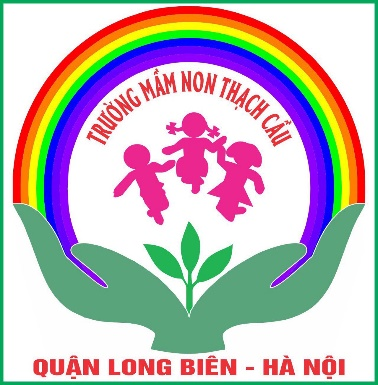 TRƯỜNG MẦM NON THẠCH CẦU
QUẬN LONG BIÊN - HÀ NỘI